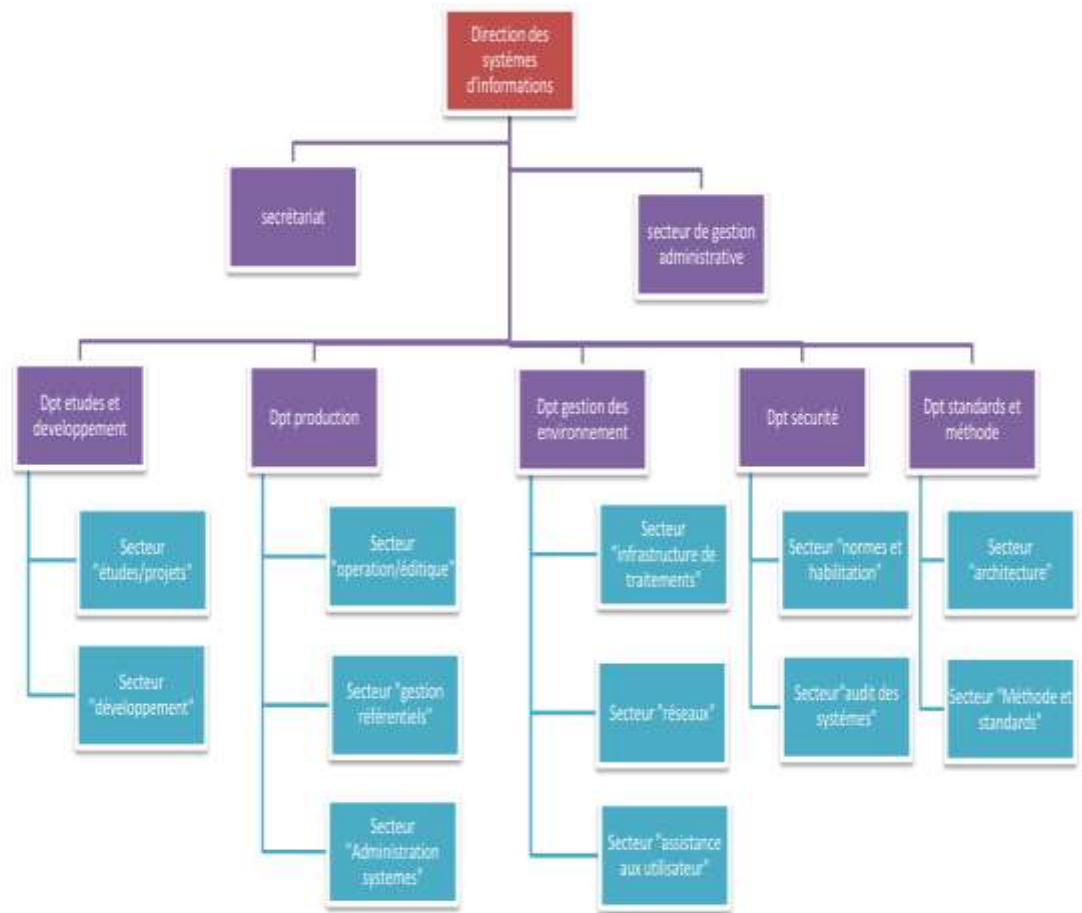 Direction des
systèmes
d'informations
secrétariat
secteur de gestion
administrative
Dpt etudes et
developpement
Dpt production
Dpt gestion des
environnement
Dpt sécurité
Dpt standards et
méthode
Secteur
"études/projets"
Secteur
"operation/éditique"
Secteur
"infrastructure de
traitements"
Secteur "normes et
habilitation"
Secteur
"architecture"
Secteur
"développement"
Secteur "gestion
référentiels"
Secteur "réseaux"
Secteur"audit des
systèmes"
Secteur "Méthode et
standards"
Secteur
"Administration
systemes"
Secteur "assistance
aux utilisateur"